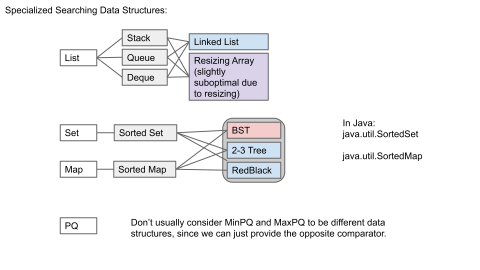 Specialized Searching Data Structures:
Stack
List
Queue
Deque
Linked List
Resizing Array
(slightly
suboptimal due
to resizing)
Set
Sorted Set
Map
Sorted Map
BST
2-3 Tree
RedBlack
In Java:
java.util.SortedSet
java.util.SortedMap
PQ
Don't usually consider MinPQ and MaxPQ to be different data
structures, since we can just provide the opposite comparator.